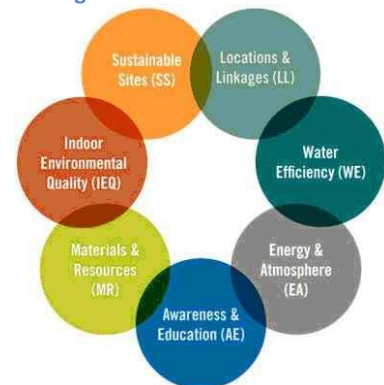 Sustainable
Sites (SS)
Locations &
Linkages (LL)
Indoor
Environmental
Quality (IEQ)
Water
Efficiency (WE)
Materials &
Resources
(MR)
Energy &
Atmosphere
(EA)
Awareness &
Education (AE)